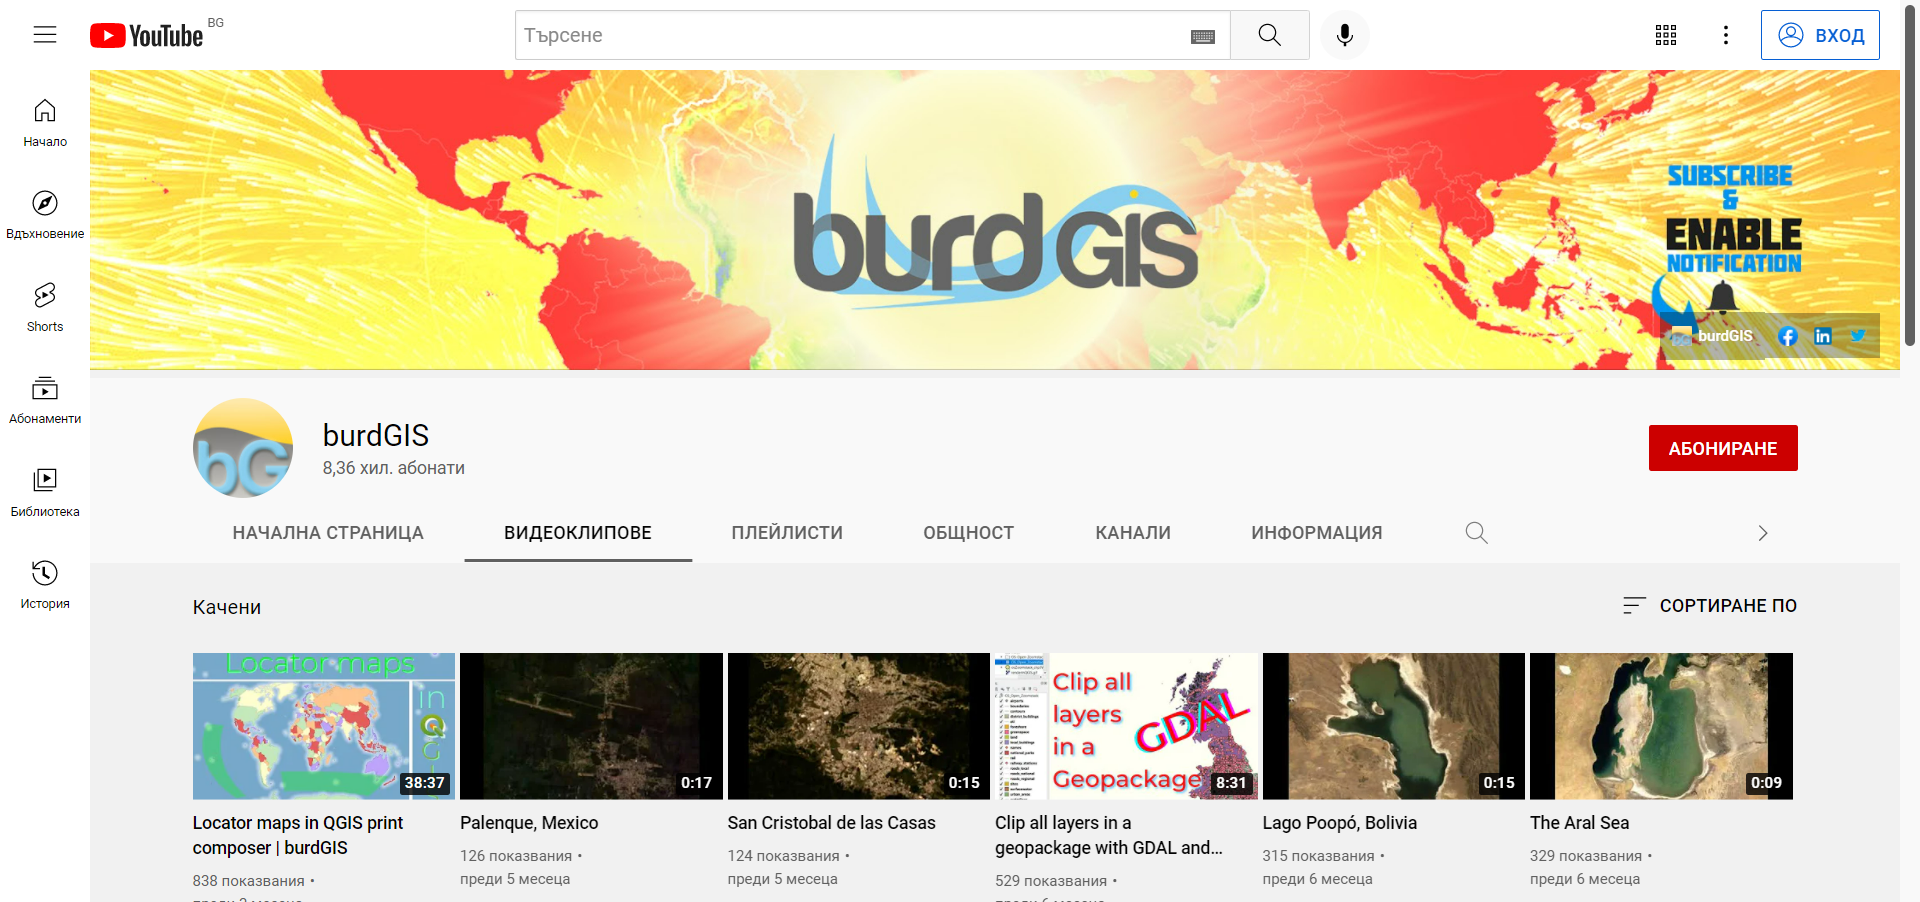 YouTube BG
Търсене
ВХОД
Начало
Вдъхновение
Shorts
Абонаменти
Библиотека
История
burdGIS
SUBSCRIBE
&
ENABLE
NOTIFICATION
burdGIS
bG
burdGIS
8,36 хил. абонати
АБОНИРАНЕ
НАЧАЛНА СТРАНИЦА ВИДЕОКЛИПОВЕ ПЛЕЙЛИСТИ ОБЩНОСТ КАНАЛИ ИНФОРМАЦИЯ
Качени
СОРТИРАНЕ ПО
Locator maps
in
QG
38:37
0:17
0:15
Clip all
layers
in a
Geopackage
GDAL
8:31
0:15
0:09
Locator maps in QGIS print
composer | burdGIS
838 показвания •
Palenque, Mexico
126 показвания •
преди 5 месеца
San Cristobal de las Casas
124 показвания •
преди 5 месеца
Clip all layers in a
geopackage with GDAL and...
529 показвания •
Lago Poopó, Bolivia
315 показвания •
преди 6 месеца
The Aral Sea
329 показвания •
преди 6 месеца